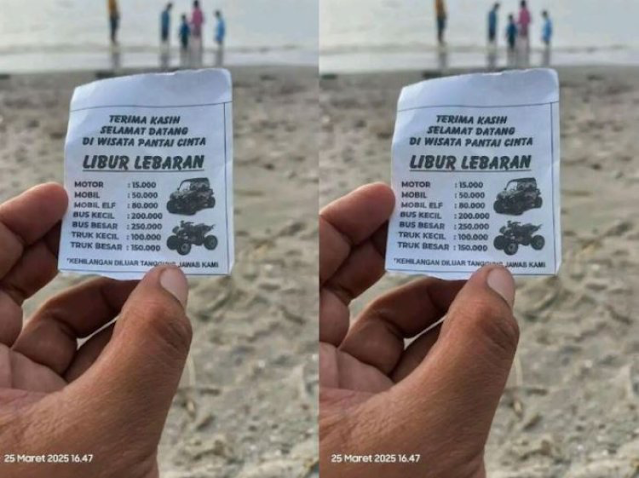 TERIMA KASIH
SELAMAT DATANG
DI WISATA PANTAI CINTA
LIBUR LEBARAN
MOTOR : 15.000
MOBIL : 50.000
MOBIL ELF : 80.000
BUS KECIL : 200.000
BUS BESAR : 250.000
TRUK KECIL : 100.000
TRUK BESAR : 150.000
*KEHILANGAN DILUAR TANGGUNG JAWAB KAMI
25 Maret 2025 16.47
TERIMA KASIH
SELAMAT DATANG
DI WISATA PANTAI CINTA
LIBUR LEBARAN
MOTOR : 15.000
MOBIL : 50.000
MOBIL ELF : 80.000
BUS KECIL : 200.000
BUS BESAR : 250.000
TRUK KECIL : 100.000
TRUK BESAR : 150.000
*KEHILANGAN DILUAR TANGGUNG JAWAB KAMI
25 Maret 2025 16.47